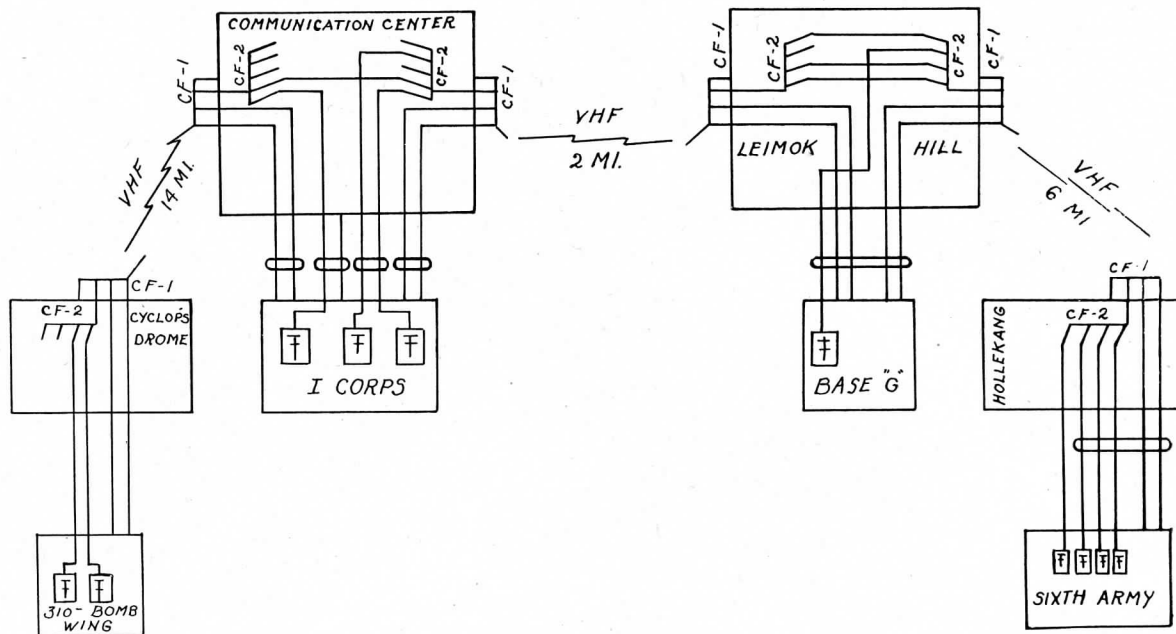 COMMUNICATION CENTER
CF-1
CF-2
CF-2
CF-1
VHF
14 MI.
VHF
2 MI.
CF-1
CF-2
CF-2
CF-1
LEIMOK HILL
VHF
6 MI
CF-1
CF-2
CYCLOPS
DROME
I CORPS
BASE "G"
CF-1
CF-2
HOLLEKANG
310- BOMB
WING
SIXTH ARMY